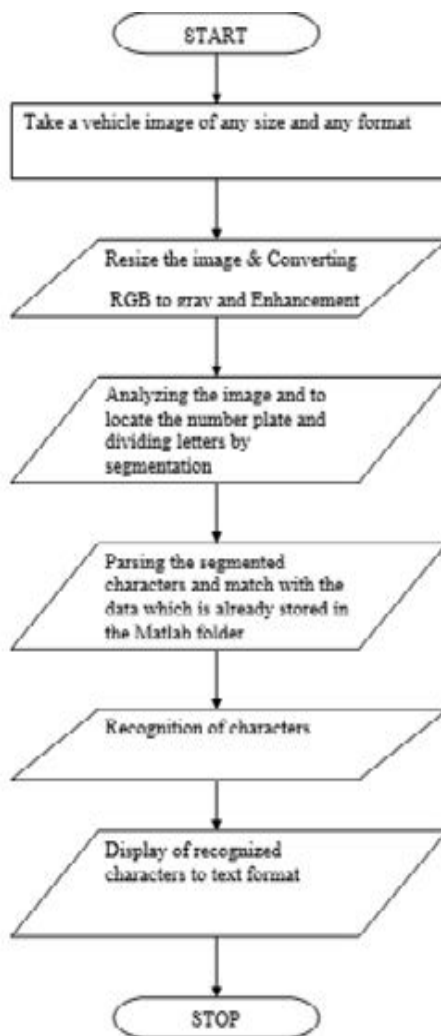 START
Take a vehicle image of any size and any format
Resize the image & Converting
RGB to gray and Enhancement
Analyzing the image and to
locate the number plate and
dividing letters by
segmentation
Parsing the segmented
characters and match with the
data which is already stored in
the Matlab folder
Recognition of characters
Display of recognized
characters to text format
STOP